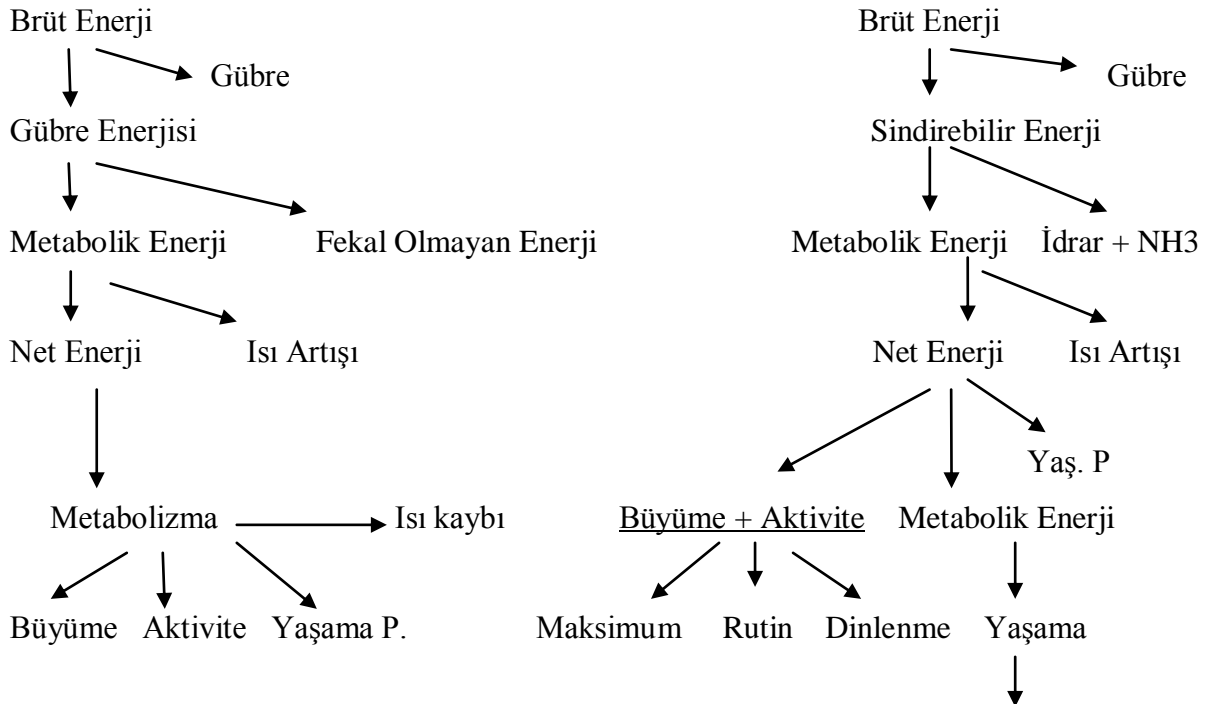 Brüt Enerji Brüt Enerji
Gübre Gübre
Gübre Enerjisi Sindirebilir Enerji
Metabolik Enerji Fekal Olmayan Enerji Metabolik Enerji İdrar + NH3
Net Enerji Isı Artışı Net Enerji Isı Artışı
Yaş. P
Metabolizma Isı kaybı Büyüme + Aktivite Metabolik Enerji
Büyüme Aktivite Yaşama P. Maksimum Rutin Dinlenme Yaşama